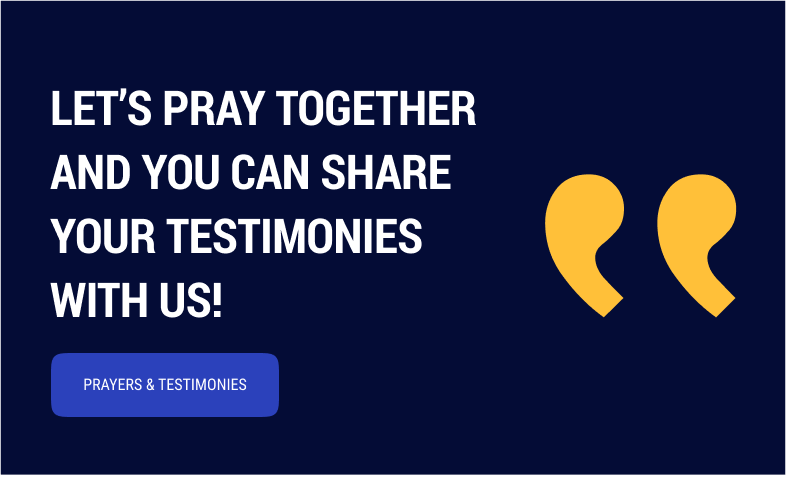 LET’S PRAY TOGETHER
AND YOU CAN SHARE
YOUR TESTIMONIES
WITH US!
PRAYERS & TESTIMONIES